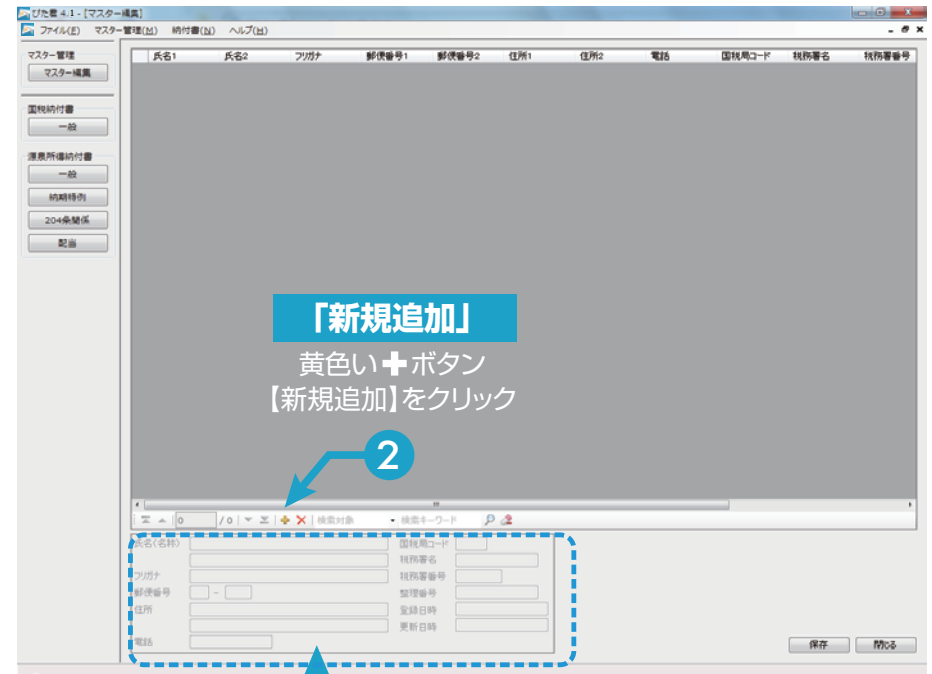 ぴた君 4.1 - [マスター編集]
ファイル(F) マスター管理(M) 納付書(N) ヘルプ(H)
マスター管理
マスター編集
国税納付書
一般
源泉所得納付書
一般
納期特例
204条関係
配当
氏名1 氏名2 フリガナ 郵便番号1 郵便番号2 住所1 住所2 電話 国税局コード 税務署名 税務署番号
「新規追加」
黄色い✚ボタン
【新規追加】をクリック
2
0 / 0 検索対象 検索キーワード
氏名(名称) 国税局コード
税務署名
フリガナ 税務署番号
郵便番号 - 整理番号
住所 登録日時
更新日時
電話
保存 閉じる